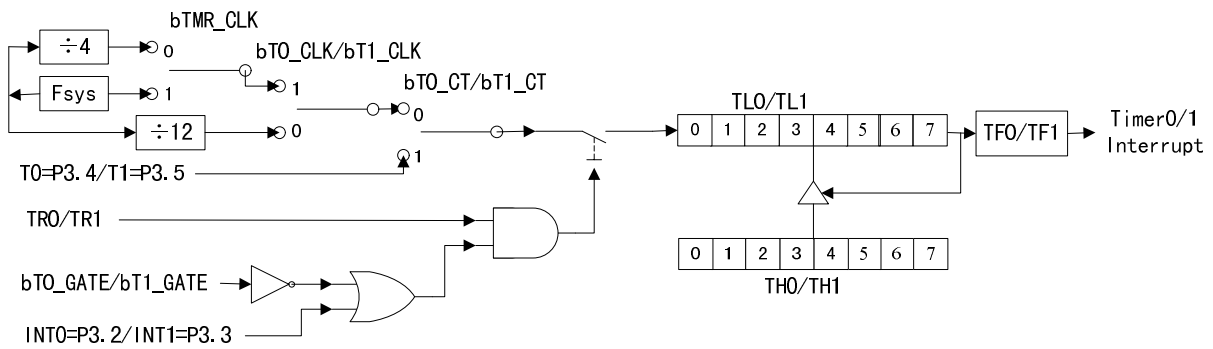 bTMR_CLK
÷4
0
bT0_CLK/bT1_CLK
Fsys
1
1
bT0_CT/bT1_CT
÷12
0
0
TL0/TL1
0 1 2 3 4 5 6 7
TF0/TF1
Timer0/1
Interrupt
1
T0=P3.4/T1=P3.5
TR0/TR1
0 1 2 3 4 5 6 7
TH0/TH1
bT0_GATE/bT1_GATE
INT0=P3.2/INT1=P3.3